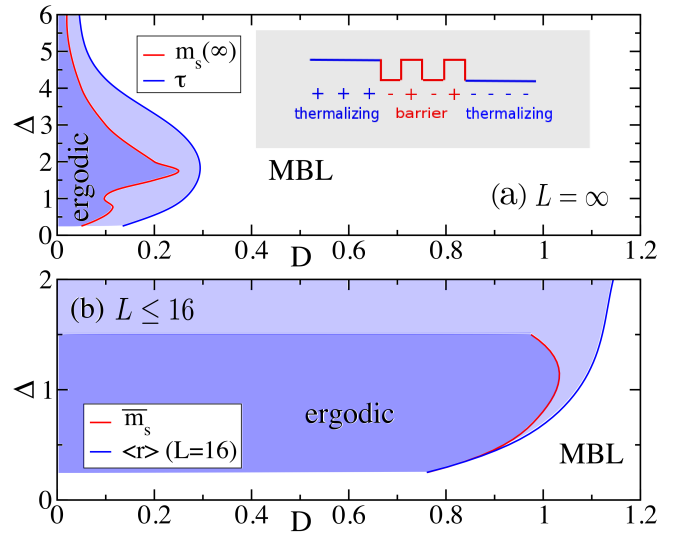 6
5
4
3
2
1
0
Δ
m_s(∞)
τ
+ + + - + - + - - - -
thermalizing barrier thermalizing
ergodic
MBL
(a) L = ∞
0 0.2 0.4 0.6 0.8 1 1.2
D
2
1
0
Δ
(b) L ≤ 16
ergodic
m̅_s
<r> (L=16)
MBL
0 0.2 0.4 0.6 0.8 1 1.2
D